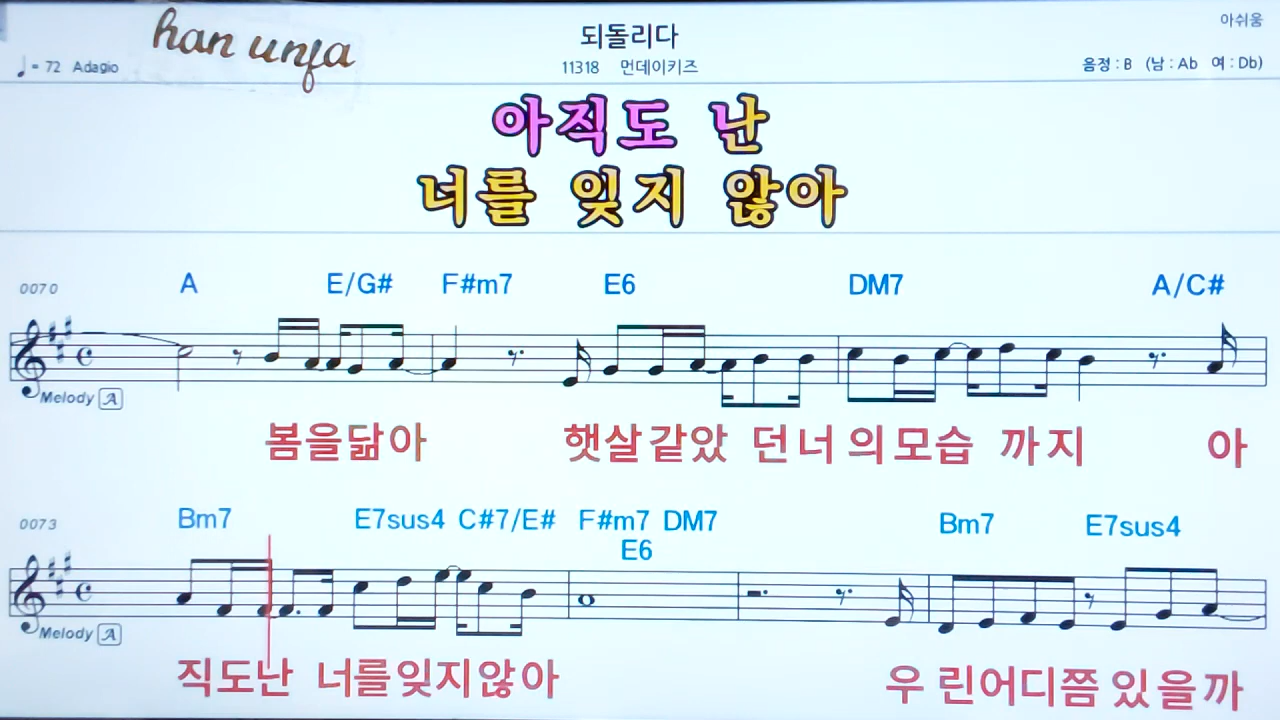 han unfa
아쉬움
되돌리다
♩= 72 Adagio
11318 먼데이키즈
음정 : B (남 : Ab 여 : Db)
아직도 난
너를 잊지 않아
0070 A E/G# F#m7 E6 DM7 A/C#
Melody A
봄을닮아 햇살같았 던너 의모습 까지 아
0073 Bm7 E7sus4 C#7/E# F#m7 DM7 Bm7 E7sus4
E6
Melody A
직도난 너를잊지않아 우 린어디쯤 있을까